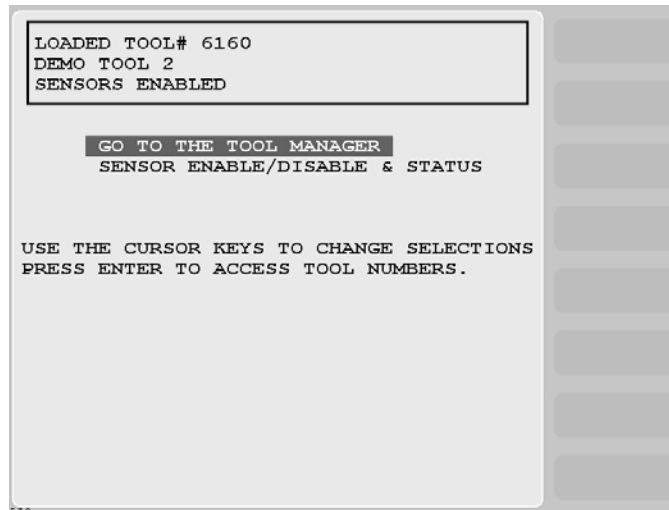 LOADED TOOL# 6160
DEMO TOOL 2
SENSORS ENABLED
GO TO THE TOOL MANAGER
SENSOR ENABLE/DISABLE & STATUS
USE THE CURSOR KEYS TO CHANGE SELECTIONS
PRESS ENTER TO ACCESS TOOL NUMBERS.